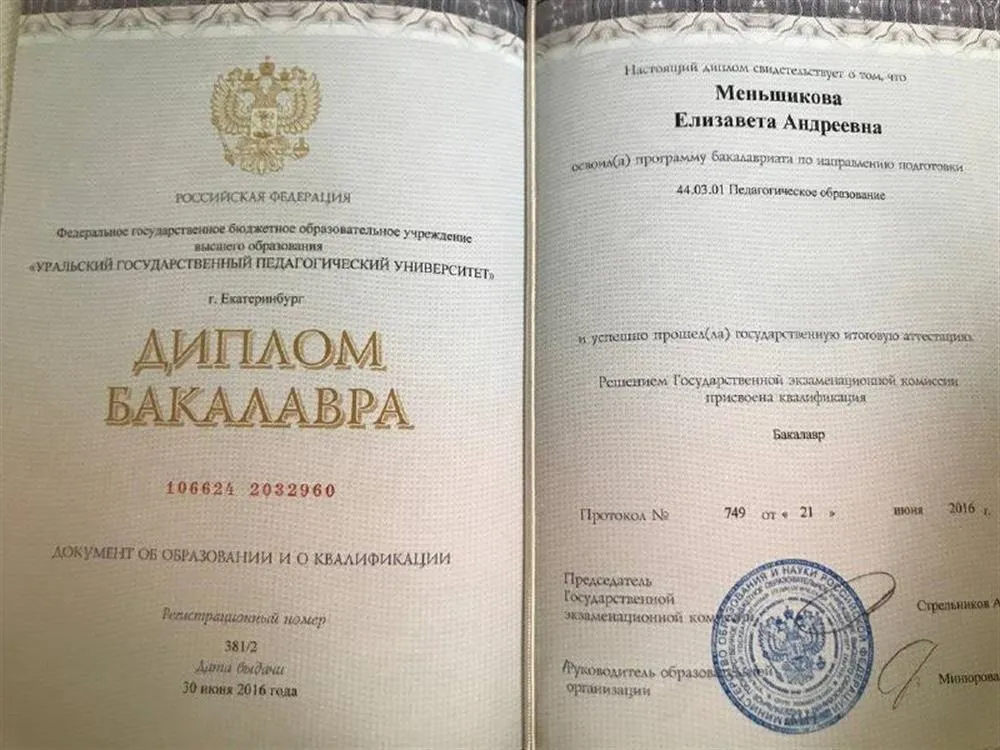 РОССИЙСКАЯ ФЕДЕРАЦИЯ
Федеральное государственное бюджетное образовательное учреждение
высшего образования
«УРАЛЬСКИЙ ГОСУДАРСТВЕННЫЙ ПЕДАГОГИЧЕСКИЙ УНИВЕРСИТЕТ»
г. Екатеринбург
ДИПЛОМ
БАКАЛАВРА
106624 2032960
ДОКУМЕНТ ОБ ОБРАЗОВАНИИ И О КВАЛИФИКАЦИИ
Регистрационный номер
381/2
Дата выдачи
30 июня 2016 года
Настоящий диплом свидетельствует о том, что
Меньшикова
Елизавета Андреевна
освоил(а) программу бакалавриата по направлению подготовки
44.03.01 Педагогическое образование
и успешно прошел(ла) государственную итоговую аттестацию
Решением Государственной экзаменационной комиссии
присвоена квалификация
Бакалавр
Протокол № 749 от « 21 » июня 2016 г.
Председатель
Государственной
экзаменационной
Стрельников А
Руководитель
организации
Минюрова